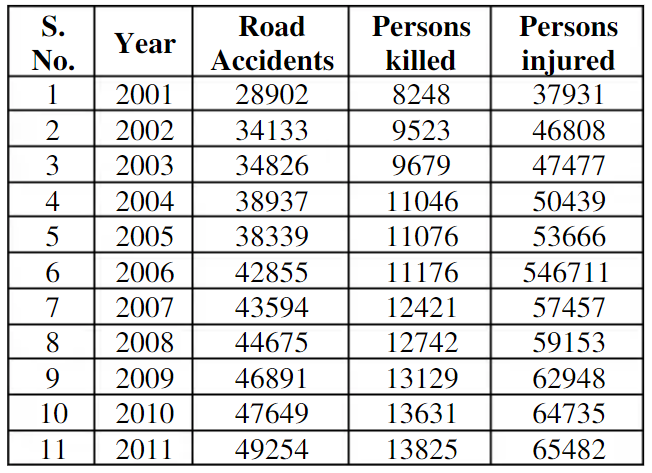 S. No. Year Road Accidents Persons killed Persons injured
1 2001 28902 8248 37931
2 2002 34133 9523 46808
3 2003 34826 9679 47477
4 2004 38937 11046 50439
5 2005 38339 11076 53666
6 2006 42855 11176 546711
7 2007 43594 12421 57457
8 2008 44675 12742 59153
9 2009 46891 13129 62948
10 2010 47649 13631 64735
11 2011 49254 13825 65482